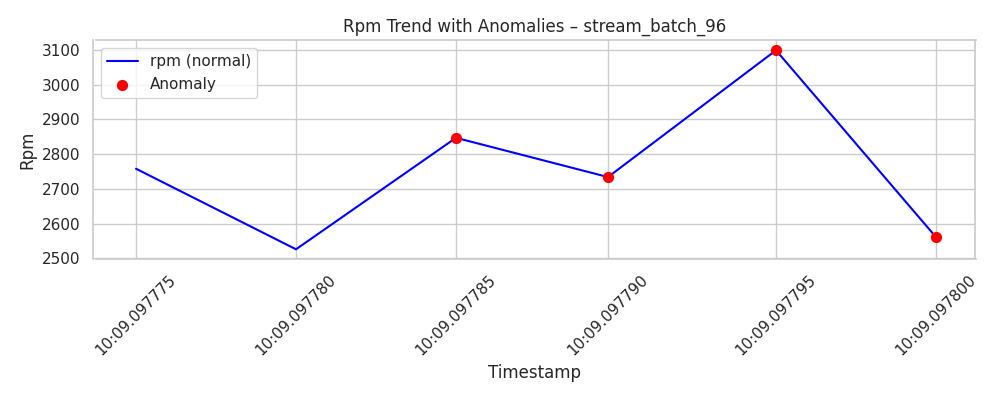 Rpm Trend with Anomalies – stream_batch_96
rpm (normal)
Anomaly
3100
3000
2900
2800
2700
2600
2500
Rpm
10:09.097775
10:09.097780
10:09.097785
10:09.097790
10:09.097795
10:09.097800
Timestamp